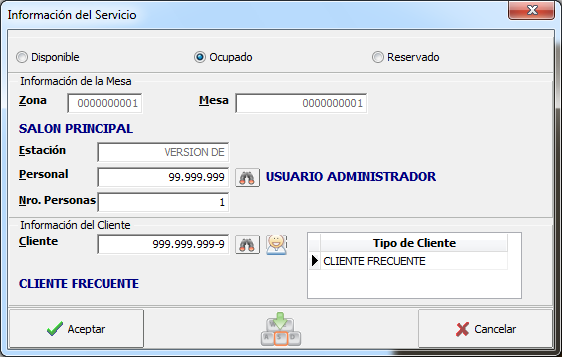 Información del Servicio
Disponible Ocupado Reservado
Información de la Mesa
Zona 0000000001 Mesa 0000000001
SALON PRINCIPAL
Estación VERSION DE
Personal 99.999.999 USUARIO ADMINISTRADOR
Nro. Personas 1
Información del Cliente
Cliente 999.999.999-9
Tipo de Cliente
CLIENTE FRECUENTE
CLIENTE FRECUENTE
Aceptar Cancelar